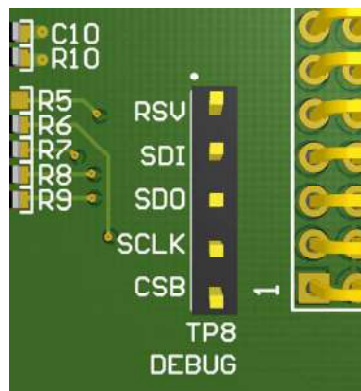 C10
R10
R5
R6
R7
R8
R9
RSV
SDI
SDO
SCLK
CSB
1
TP8
DEBUG